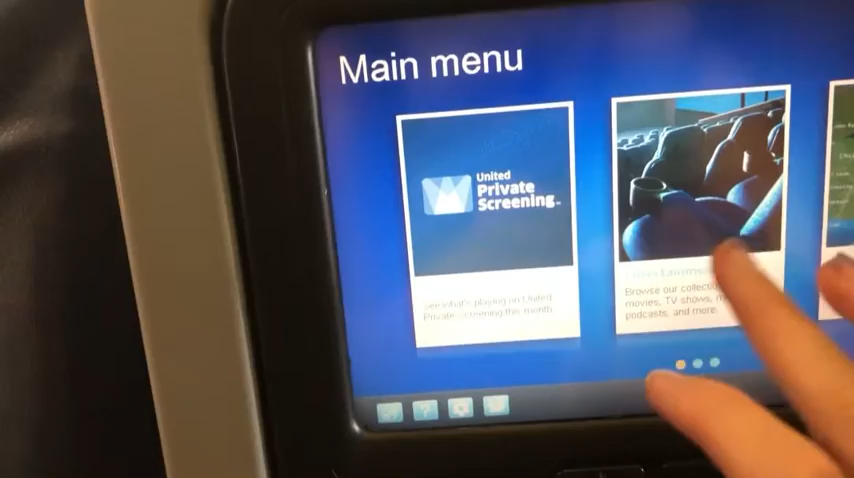 Main menu
United
Private
Screening
See what's playing on United
Private Screening this month.
Browse our collection
movies, TV shows,
podcasts, and more.